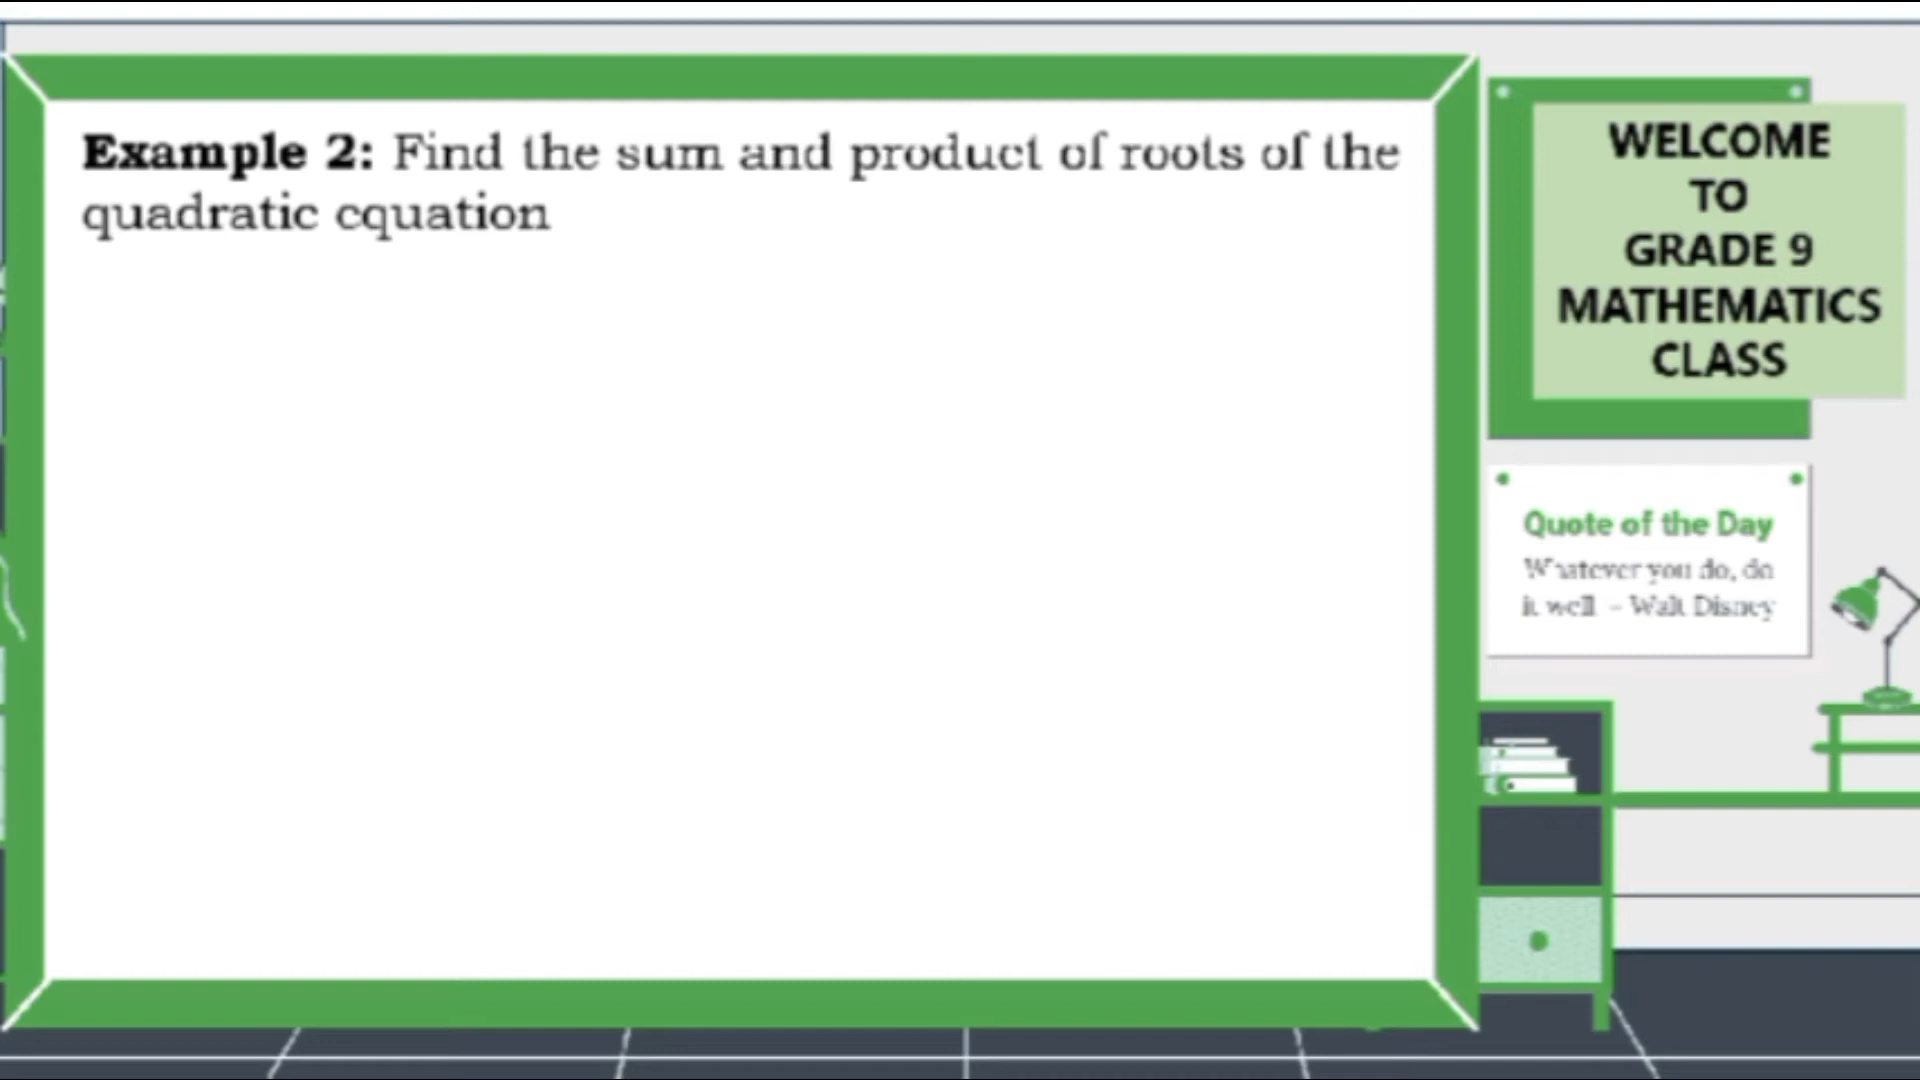 Example 2: Find the sum and product of roots of the
quadratic equation
WELCOME
TO
GRADE 9
MATHEMATICS
CLASS
Quote of the Day
Whatever you do, do
it well – Walt Disney